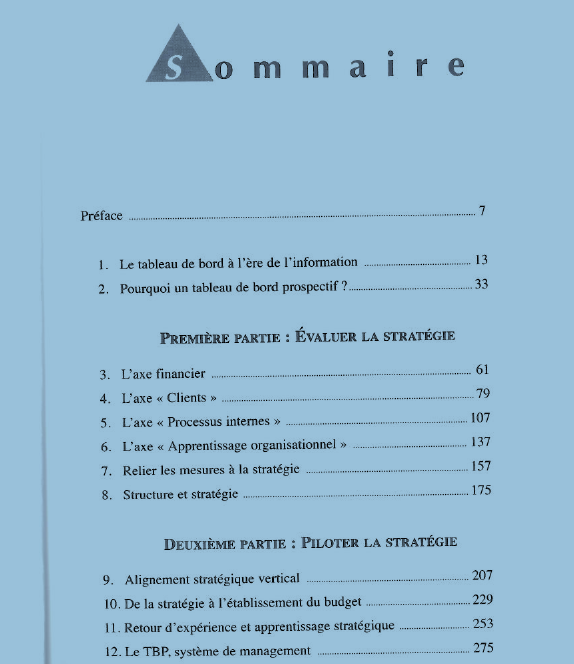 Sommaire
Préface ........ 7
1. Le tableau de bord à l'ère de l'information ........ 13
2. Pourquoi un tableau de bord prospectif ? ........ 33
PREMIÈRE PARTIE : ÉVALUER LA STRATÉGIE
3. L'axe financier ........ 61
4. L'axe « Clients » ........ 79
5. L'axe « Processus internes » ........ 107
6. L'axe « Apprentissage organisationnel » ........ 137
7. Relier les mesures à la stratégie ........ 157
8. Structure et stratégie ........ 175
DEUXIÈME PARTIE : PILOTER LA STRATÉGIE
9. Alignement stratégique vertical ........ 207
10. De la stratégie à l'établissement du budget ........ 229
11. Retour d'expérience et apprentissage stratégique ........ 253
12. Le TBP, système de management ........ 275